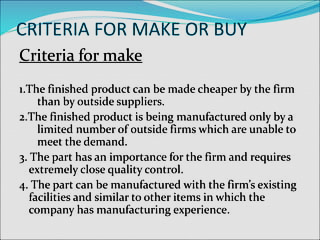 CRITERIA FOR MAKE OR BUY
Criteria for make
1.The finished product can be made cheaper by the firm
than by outside suppliers.
2.The finished product is being manufactured only by a
limited number of outside firms which are unable to
meet the demand.
3. The part has an importance for the firm and requires
extremely close quality control.
4. The part can be manufactured with the firm's existing
facilities and similar to other items in which the
company has manufacturing experience.